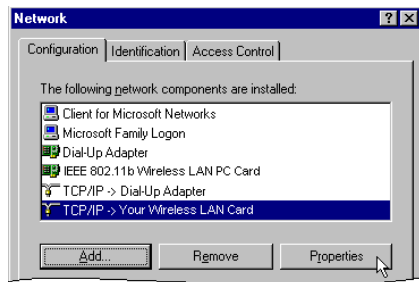 Network
Configuration Identification Access Control
The following network components are installed:
Client for Microsoft Networks
Microsoft Family Logon
Dial-Up Adapter
IEEE 802.11b Wireless LAN PC Card
TCP/IP -> Dial-Up Adapter
TCP/IP -> Your Wireless LAN Card
Add... Remove Properties